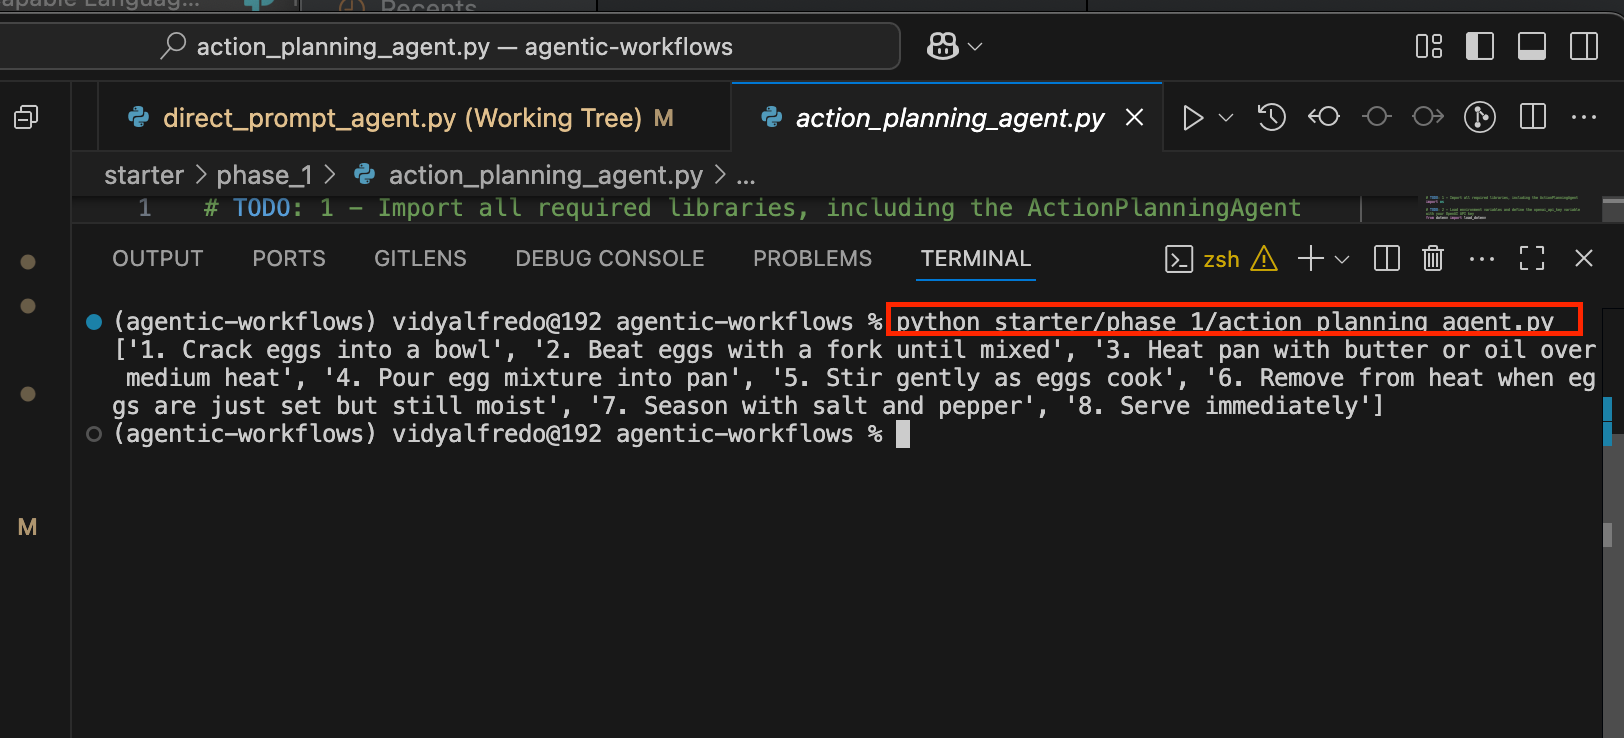 Recents
action_planning_agent.py — agentic-workflows
direct_prompt_agent.py (Working Tree) M
action_planning_agent.py
starter > phase_1 > action_planning_agent.py > ...
1 # TODO: 1 - Import all required libraries, including the ActionPlanningAgent
OUTPUT PORTS GITLENS DEBUG CONSOLE PROBLEMS TERMINAL zsh
(agentic-workflows) vidyalfredo@192 agentic-workflows % python starter/phase_1/action_planning_agent.py
['1. Crack eggs into a bowl', '2. Beat eggs with a fork until mixed', '3. Heat pan with butter or oil over
medium heat', '4. Pour egg mixture into pan', '5. Stir gently as eggs cook', '6. Remove from heat when eg
gs are just set but still moist', '7. Season with salt and pepper', '8. Serve immediately']
(agentic-workflows) vidyalfredo@192 agentic-workflows %
M